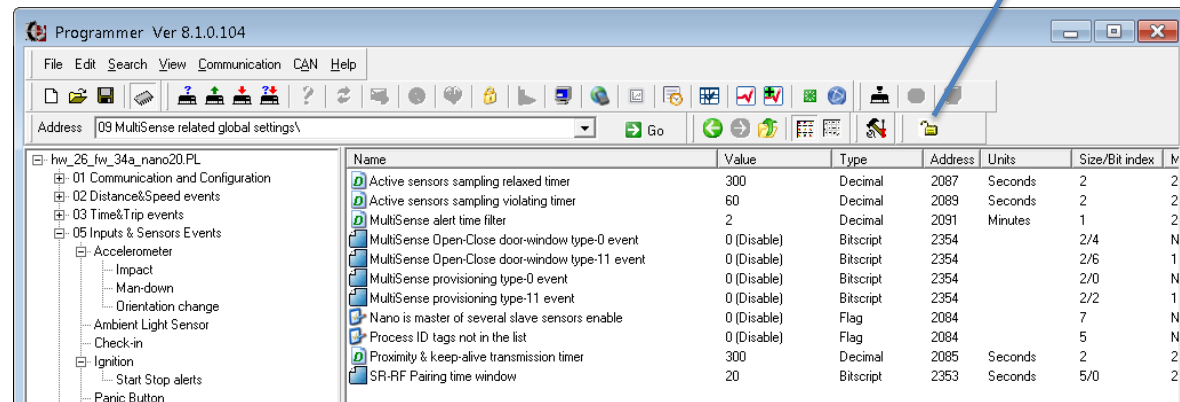 Programmer Ver 8.1.0.104
File Edit Search View Communication CAN Help
Address 09 MultiSense related global settings\ Go
hw_26_fw_34a_nano20.PL
01 Communication and Configuration
02 Distance&Speed events
03 Time&Trip events
05 Inputs & Sensors Events
Accelerometer
Impact
Man-down
Orientation change
Ambient Light Sensor
Check-in
Ignition
Start Stop alerts
Panic Button
Name Value Type Address Units Size/Bit index M
Active sensors sampling relaxed timer 300 Decimal 2087 Seconds 2 2
Active sensors sampling violating timer 60 Decimal 2089 Seconds 2 2
MultiSense alert time filter 2 Decimal 2091 Minutes 1 2
MultiSense Open-Close door-window type-0 event 0 (Disable) Bitscript 2354 2/4 N
MultiSense Open-Close door-window type-11 event 0 (Disable) Bitscript 2354 2/6 1
MultiSense provisioning type-0 event 0 (Disable) Bitscript 2354 2/0 N
MultiSense provisioning type-11 event 0 (Disable) Bitscript 2354 2/2 1
Nano is master of several slave sensors enable 0 (Disable) Flag 2084 7 N
Process ID tags not in the list 0 (Disable) Flag 2084 5 N
Proximity & keep-alive transmission timer 300 Decimal 2085 Seconds 2 2
SR-RF Pairing time window 20 Bitscript 2353 Seconds 5/0 2